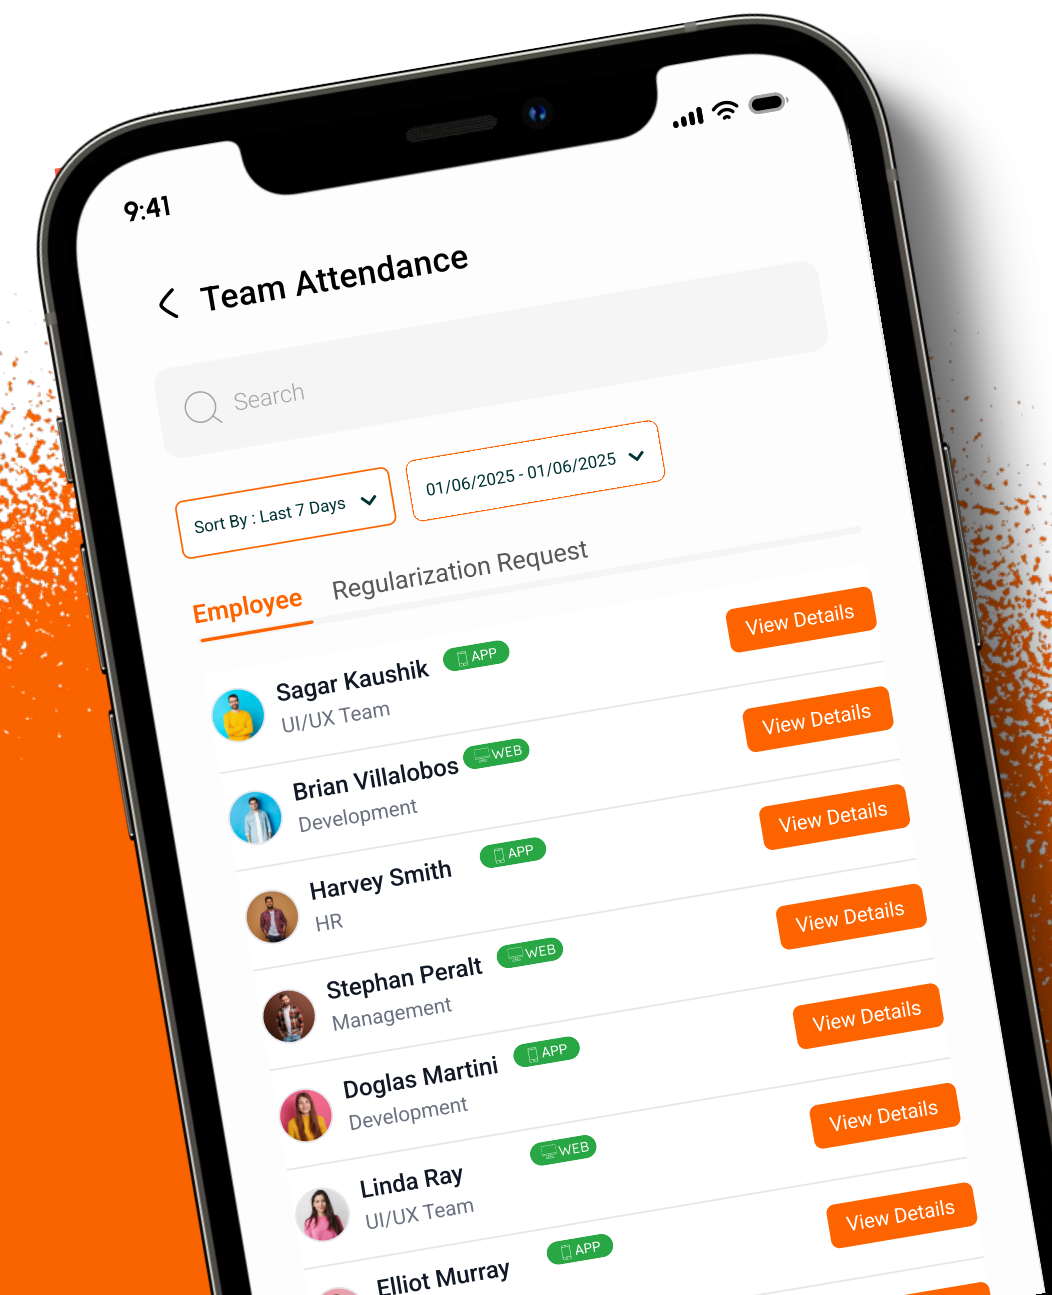 9:41
Team Attendance
Search
Sort By : Last 7 Days
01/06/2025 - 01/06/2025
Employee
Regularization Request
Sagar Kaushik APP
UI/UX Team
View Details
Brian Villalobos WEB
Development
View Details
Harvey Smith APP
HR
View Details
Stephan Peralt WEB
Management
View Details
Doglas Martini APP
Development
View Details
Linda Ray WEB
UI/UX Team
View Details
Elliot Murray APP
View Details